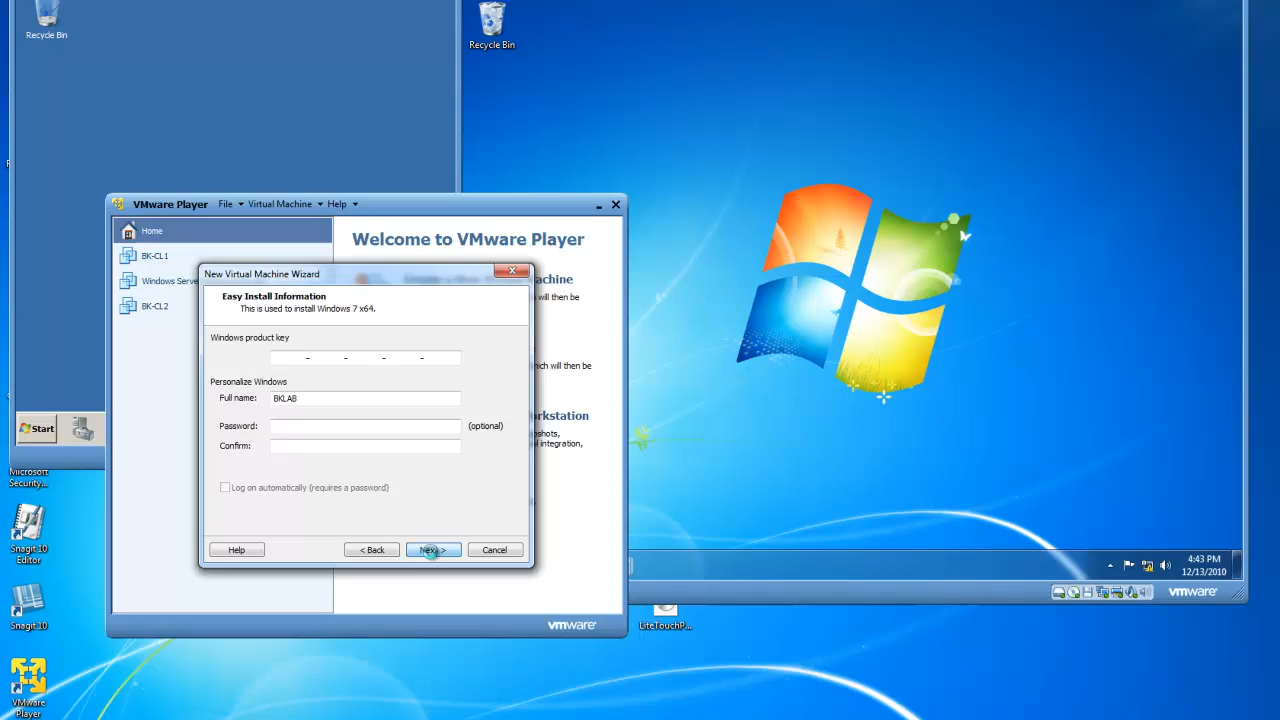 Recycle Bin
Recycle Bin
VMware Player File Virtual Machine Help
Home
BK-CL1
Windows Serve
BK-CL2
Welcome to VMware Player
chine
will then be
which will then be
orkstation
pshots,
al integration,
New Virtual Machine Wizard
Easy Install Information
This is used to install Windows 7 x64.
Windows product key
- - - -
Personalize Windows
Full name: BKLAB
Password: (optional)
Confirm:
Log on automatically (requires a password)
Help < Back Next > Cancel
vmware
Start
Microsoft
Security...
Snagit 10
Editor
Snagit 10
VMware
Player
4:43 PM
12/13/2010
vmware
LiteTouchP...